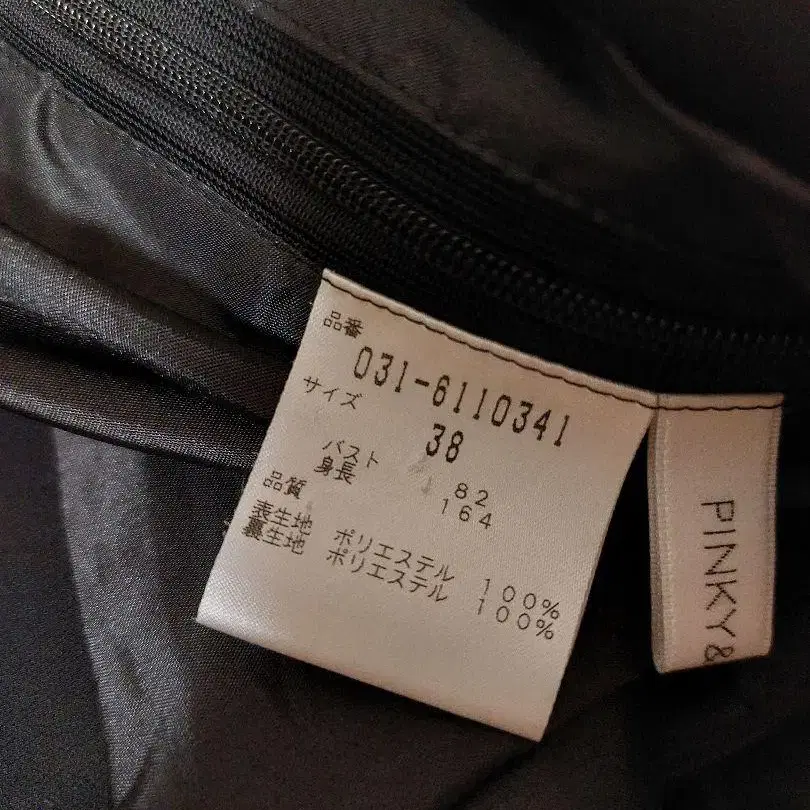 品番
031-6110341
サイズ
38
バスト 82
身長 164
品質
表生地 ポリエステル 100%
裏生地 ポリエステル 100%
PINKY&